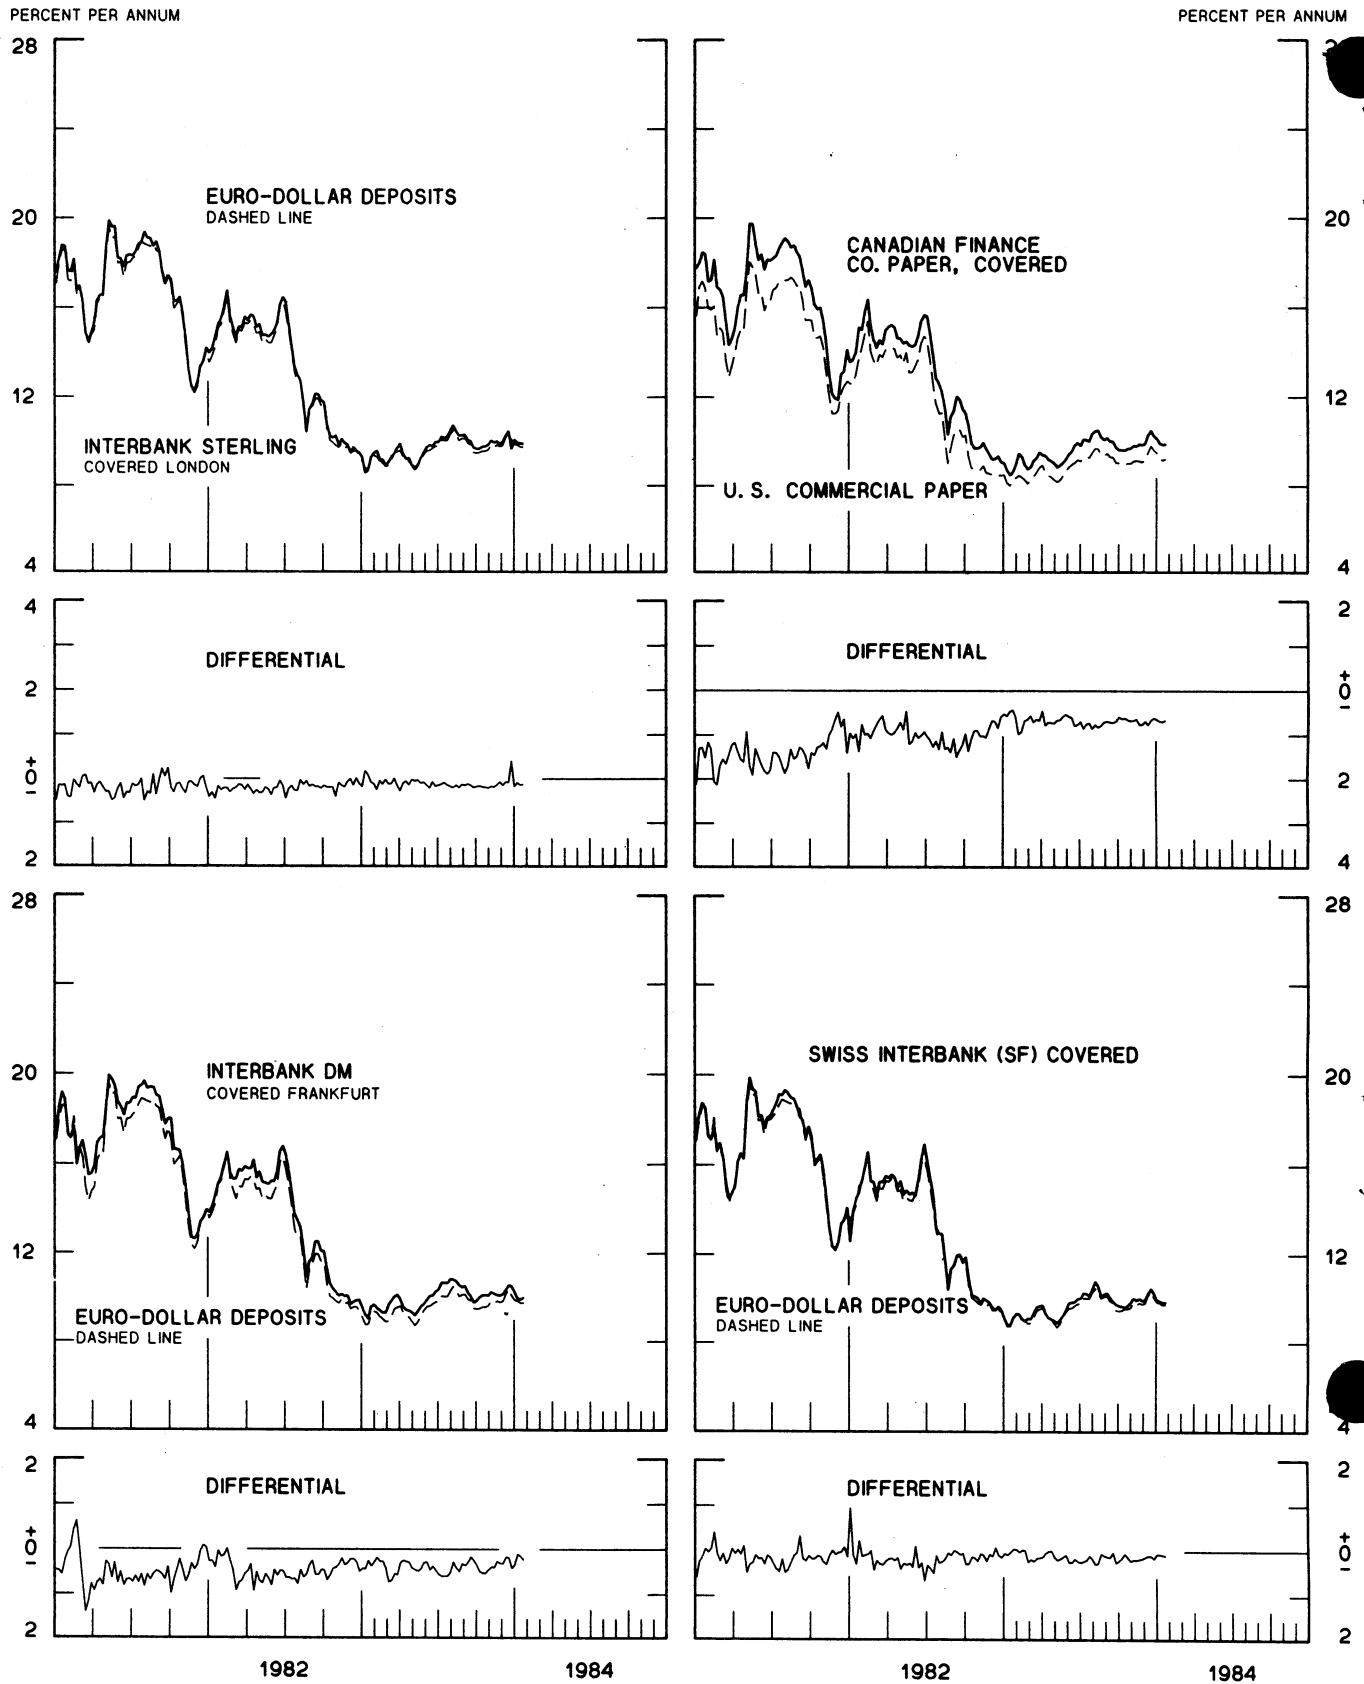 PERCENT PER ANNUM
PERCENT PER ANNUM
28
20
12
4
EURO-DOLLAR DEPOSITS
DASHED LINE
INTERBANK STERLING
COVERED LONDON
20
12
4
CANADIAN FINANCE
CO. PAPER, COVERED
U. S. COMMERCIAL PAPER
4
2
+
0
−
2
DIFFERENTIAL
2
+
0
−
2
4
DIFFERENTIAL
28
20
12
4
INTERBANK DM
COVERED FRANKFURT
EURO-DOLLAR DEPOSITS
DASHED LINE
28
20
12
4
SWISS INTERBANK (SF) COVERED
EURO-DOLLAR DEPOSITS
DASHED LINE
2
+
0
−
2
DIFFERENTIAL
2
+
0
−
2
DIFFERENTIAL
1982
1984
1982
1984